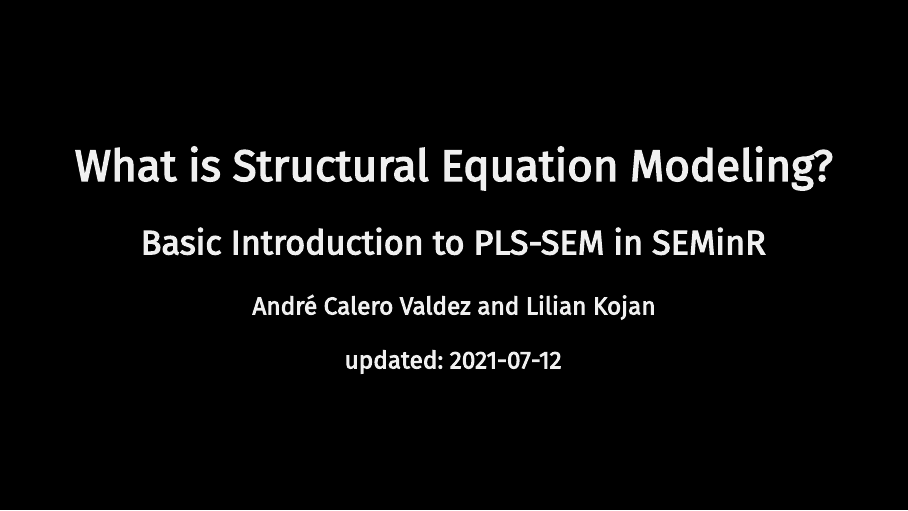 What is Structural Equation Modeling?
Basic Introduction to PLS-SEM in SEMinR
André Calero Valdez and Lilian Kojan
updated: 2021-07-12